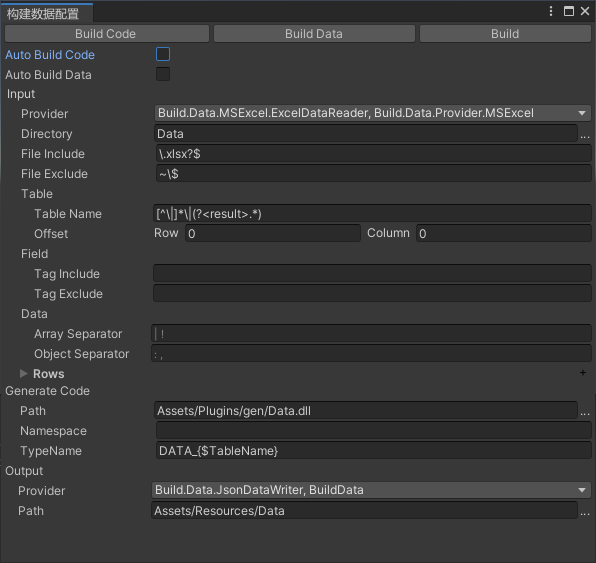 构建数据配置
Build Code Build Data Build
Auto Build Code
Auto Build Data
Input
Provider Build.Data.MSExcel.ExcelDataReader, Build.Data.Provider.MSExcel
Directory Data ...
File Include \.xlsx?$
File Exclude ~\$
Table
Table Name [^\|]*\|(?<result>.*)
Offset Row 0 Column 0
Field
Tag Include
Tag Exclude
Data
Array Separator | !
Object Separator : ,
Rows +
Generate Code
Path Assets/Plugins/gen/Data.dll ...
Namespace
TypeName DATA_{$TableName}
Output
Provider Build.Data.JsonDataWriter, BuildData
Path Assets/Resources/Data ...